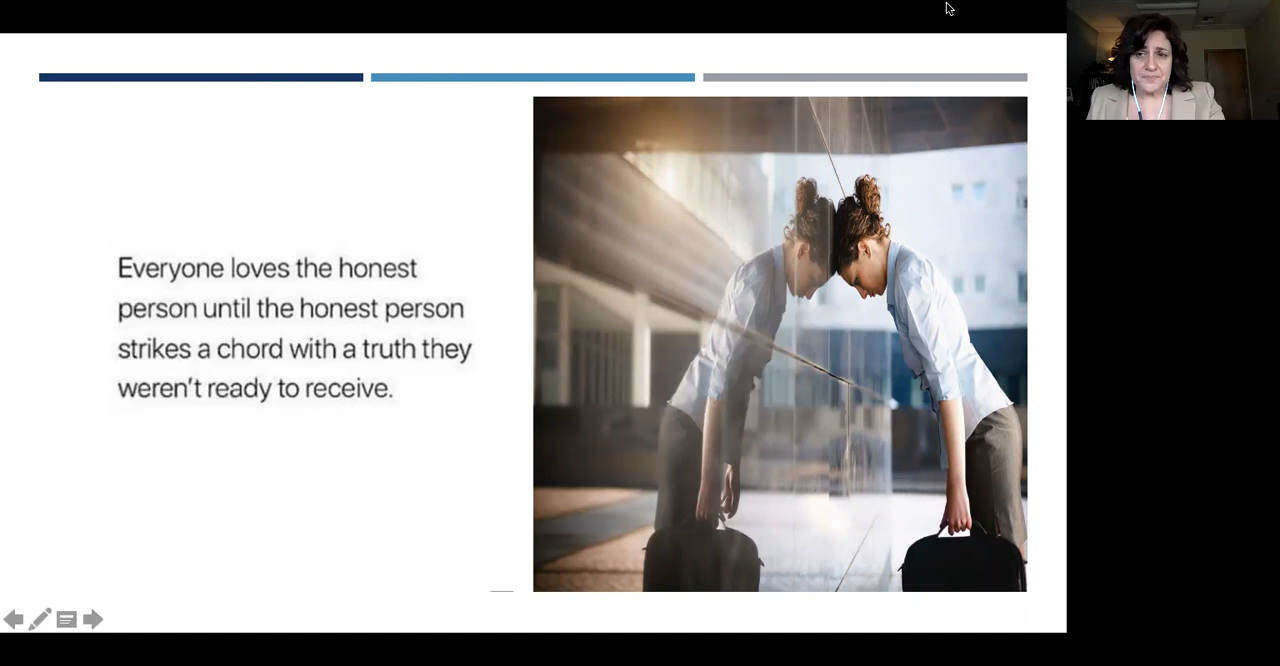 Everyone loves the honest
person until the honest person
strikes a chord with a truth they
weren't ready to receive.